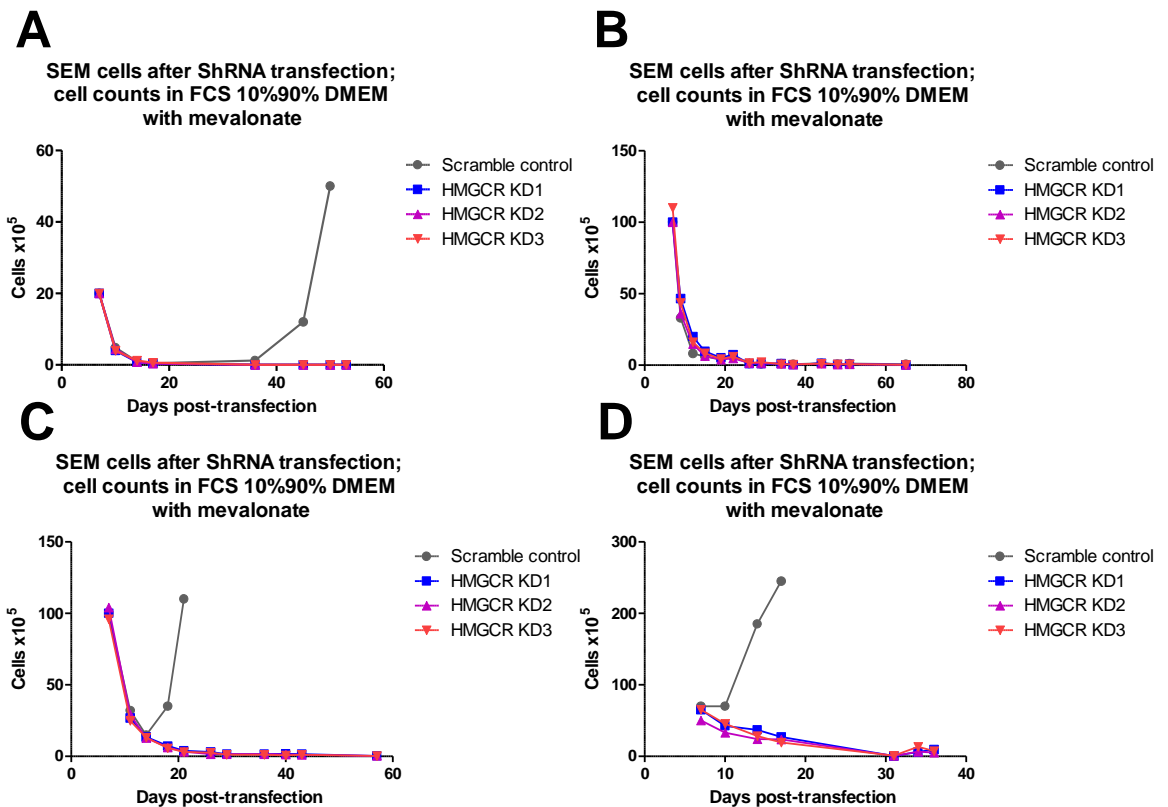 A
SEM cells after ShRNA transfection;
cell counts in FCS 10%90% DMEM
with mevalonate
60
40
20
0
0
20
40
60
Cells x10^5
Days post-transfection
Scramble control
HMGCR KD1
HMGCR KD2
HMGCR KD3
B
SEM cells after ShRNA transfection;
cell counts in FCS 10%90% DMEM
with mevalonate
150
100
50
0
0
20
40
60
80
Cells x10^5
Days post-transfection
Scramble control
HMGCR KD1
HMGCR KD2
HMGCR KD3
C
SEM cells after ShRNA transfection;
cell counts in FCS 10%90% DMEM
with mevalonate
150
100
50
0
0
20
40
60
Cells x10^5
Days post-transfection
Scramble control
HMGCR KD1
HMGCR KD2
HMGCR KD3
D
SEM cells after ShRNA transfection;
cell counts in FCS 10%90% DMEM
with mevalonate
300
200
100
0
0
10
20
30
40
Cells x10^5
Days post-transfection
Scramble control
HMGCR KD1
HMGCR KD2
HMGCR KD3